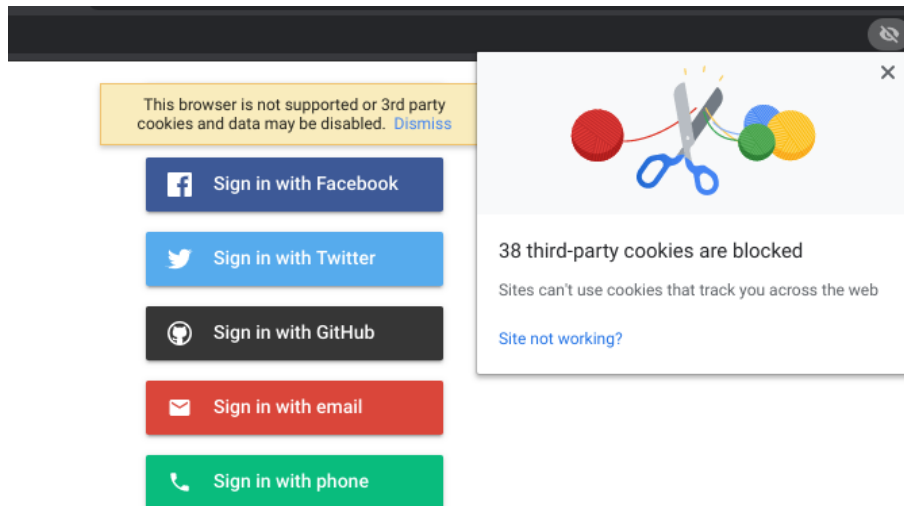 This browser is not supported or 3rd party
cookies and data may be disabled. Dismiss
Sign in with Facebook
Sign in with Twitter
Sign in with GitHub
Sign in with email
Sign in with phone
38 third-party cookies are blocked
Sites can't use cookies that track you across the web
Site not working?